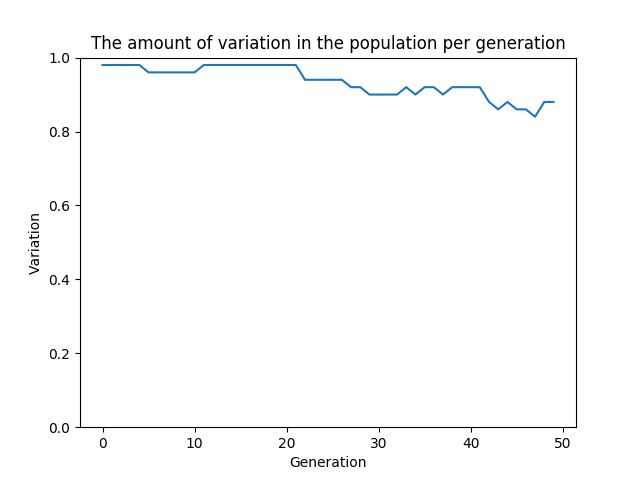 The amount of variation in the population per generation
1.0
0.8
0.6
0.4
0.2
0.0
Variation
0 10 20 30 40 50
Generation